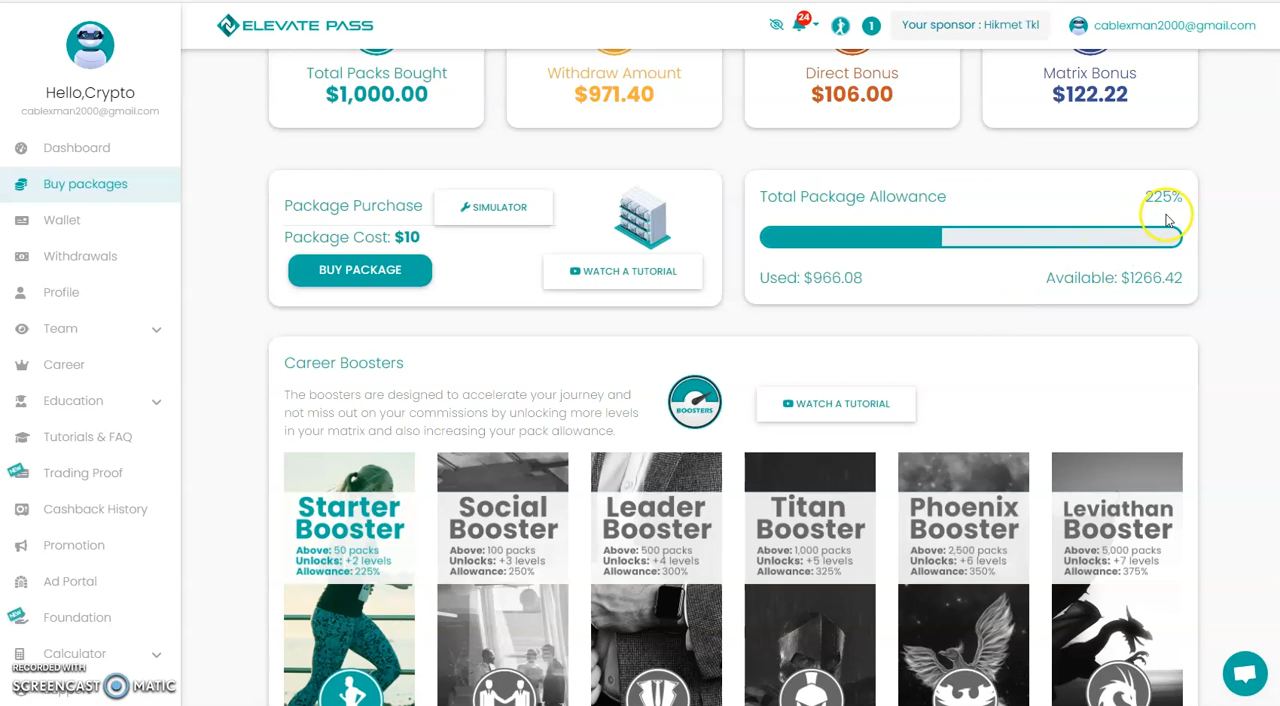 ELEVATE PASS
24
1
Your sponsor : Hikmet Tkl
cablexman2000@gmail.com
Hello,Crypto
cablexman2000@gmail.com
Dashboard
Buy packages
Wallet
Withdrawals
Profile
Team
Career
Education
Tutorials & FAQ
NEW
Trading Proof
Cashback History
Promotion
Ad Portal
NEW
Foundation
Calculator
RECORDED WITH
SCREENCAST MATIC
Total Packs Bought
$1,000.00
Withdraw Amount
$971.40
Direct Bonus
$106.00
Matrix Bonus
$122.22
Package Purchase
SIMULATOR
Package Cost: $10
BUY PACKAGE
WATCH A TUTORIAL
Total Package Allowance
225%
Used: $966.08
Available: $1266.42
Career Boosters
The boosters are designed to accelerate your journey and
not miss out on your commissions by unlocking more levels
in your matrix and also increasing your pack allowance.
BOOSTERS
WATCH A TUTORIAL
Starter
Booster
Above: 50 packs
Unlocks: +2 levels
Allowance: 225%
Social
Booster
Above: 100 packs
Unlocks: +3 levels
Allowance: 250%
Leader
Booster
Above: 500 packs
Unlocks: +4 levels
Allowance: 300%
Titan
Booster
Above: 1,000 packs
Unlocks: +5 levels
Allowance: 325%
Phoenix
Booster
Above: 2,500 packs
Unlocks: +6 levels
Allowance: 350%
Leviathan
Booster
Above: 5,000 packs
Unlocks: +7 levels
Allowance: 375%